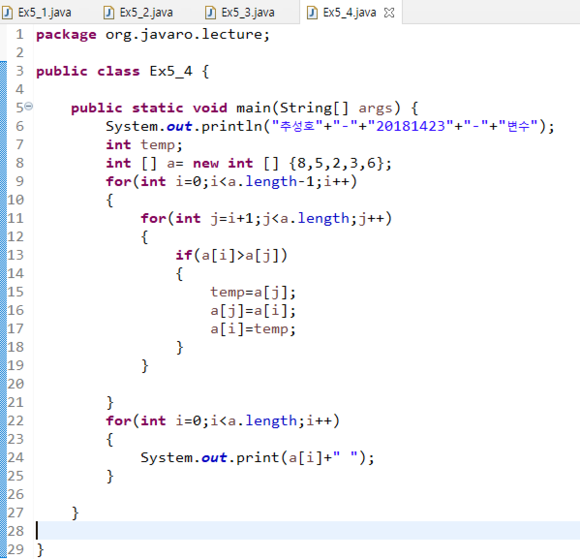 Ex5_1.java Ex5_2.java Ex5_3.java Ex5_4.java
1 package org.javaro.lecture;
2
3 public class Ex5_4 {
4
5 public static void main(String[] args) {
6 System.out.println("추성호"+"-"+"20181423"+"-"+"변수");
7 int temp;
8 int [] a= new int [] {8,5,2,3,6};
9 for(int i=0;i<a.length-1;i++)
10 {
11 for(int j=i+1;j<a.length;j++)
12 {
13 if(a[i]>a[j])
14 {
15 temp=a[j];
16 a[j]=a[i];
17 a[i]=temp;
18 }
19 }
20
21 }
22 for(int i=0;i<a.length;i++)
23 {
24 System.out.print(a[i]+" ");
25 }
26
27 }
28
29 }